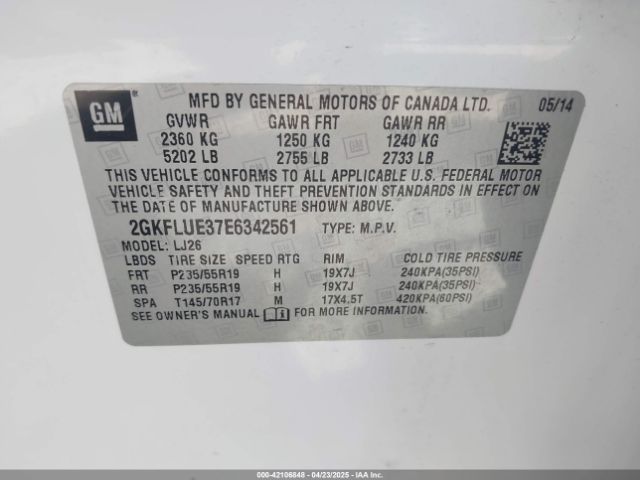 GM
MFD BY GENERAL MOTORS OF CANADA LTD. 05/14
GVWR GAWR FRT GAWR RR
2360 KG 1250 KG 1240 KG
5202 LB 2755 LB 2733 LB
THIS VEHICLE CONFORMS TO ALL APPLICABLE U.S. FEDERAL MOTOR
VEHICLE SAFETY AND THEFT PREVENTION STANDARDS IN EFFECT ON
THE DATE OF MANUFACTURE SHOWN ABOVE.
2GKFLUE37E6342561 TYPE: M.P.V.
MODEL: LJ26
LBDS TIRE SIZE SPEED RTG RIM COLD TIRE PRESSURE
FRT P235/55R19 H 19X7J 240KPA(35PSI)
RR P235/55R19 H 19X7J 240KPA(35PSI)
SPA T145/70R17 M 17X4.5T 420KPA(60PSI)
SEE OWNER'S MANUAL FOR MORE INFORMATION.
000-42106848 - 04/23/2025 - IAA Inc.